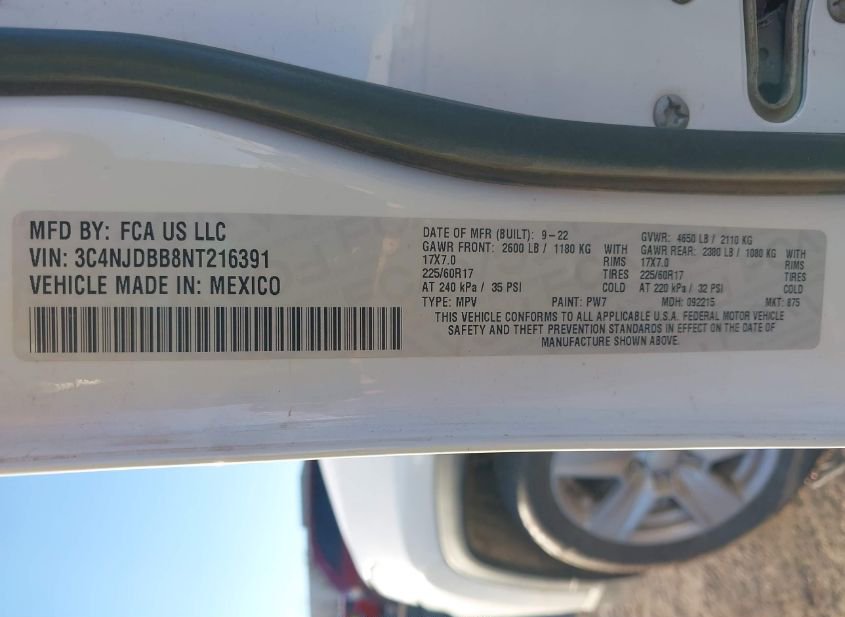 MFD BY: FCA US LLC
VIN: 3C4NJDBB8NT216391
VEHICLE MADE IN: MEXICO
DATE OF MFR (BUILT): 9-22 GVWR: 4650 LB / 2110 KG
GAWR FRONT: 2600 LB / 1180 KG WITH GAWR REAR: 2380 LB / 1080 KG WITH
17X7.0 RIMS 17X7.0 RIMS
225/60R17 TIRES 225/60R17 TIRES
AT 240 kPa / 35 PSI COLD AT 220 kPa / 32 PSI COLD
TYPE: MPV PAINT: PW7 MDH: 092215 MKT: 875
THIS VEHICLE CONFORMS TO ALL APPLICABLE U.S.A. FEDERAL MOTOR VEHICLE
SAFETY AND THEFT PREVENTION STANDARDS IN EFFECT ON THE DATE OF
MANUFACTURE SHOWN ABOVE.